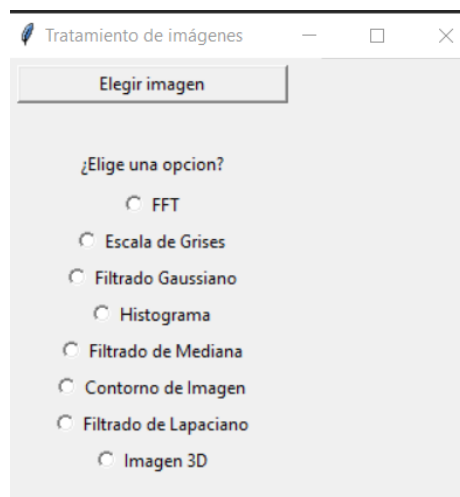 Tratamiento de imágenes
Elegir imagen
¿Elige una opcion?
FFT
Escala de Grises
Filtrado Gaussiano
Histograma
Filtrado de Mediana
Contorno de Imagen
Filtrado de Lapaciano
Imagen 3D